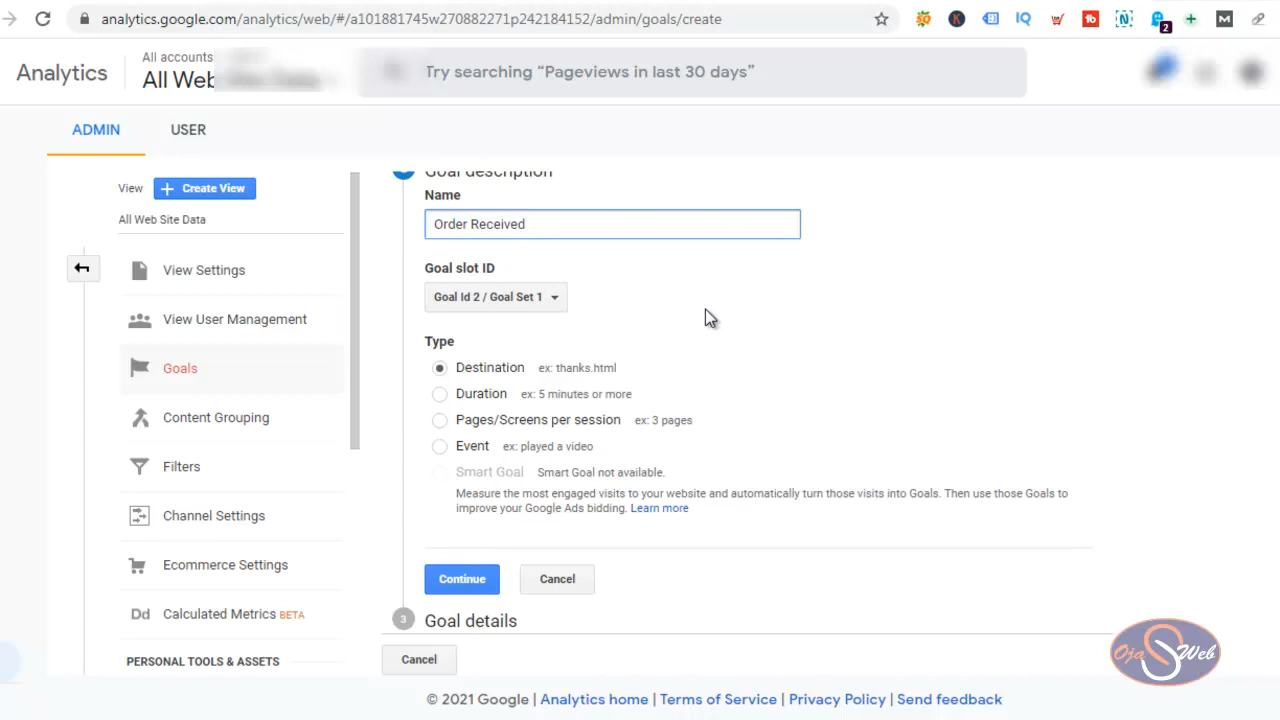 analytics.google.com/analytics/web/#/a101881745w270882271p242184152/admin/goals/create
2
Analytics
All accounts
All Web
Try searching “Pageviews in last 30 days”
ADMIN
USER
View
Create View
All Web Site Data
View Settings
View User Management
Goals
Content Grouping
Filters
Channel Settings
Ecommerce Settings
Dd Calculated Metrics BETA
PERSONAL TOOLS & ASSETS
Goal description
Name
Order Received
Goal slot ID
Goal Id 2 / Goal Set 1
Type
Destination ex: thanks.html
Duration ex: 5 minutes or more
Pages/Screens per session ex: 3 pages
Event ex: played a video
Smart Goal Smart Goal not available.
Measure the most engaged visits to your website and automatically turn those visits into Goals. Then use those Goals to
improve your Google Ads bidding. Learn more
Continue
Cancel
3 Goal details
Cancel
Oja S Web
© 2021 Google | Analytics home | Terms of Service | Privacy Policy | Send feedback